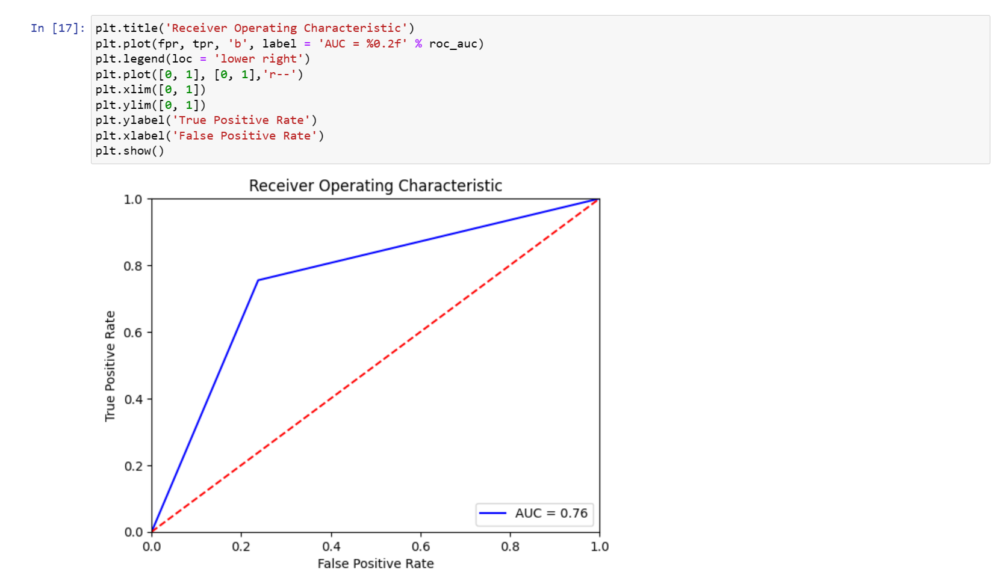 In [17]:
plt.title('Receiver Operating Characteristic')
plt.plot(fpr, tpr, 'b', label = 'AUC = %0.2f' % roc_auc)
plt.legend(loc = 'lower right')
plt.plot([0, 1], [0, 1],'r--')
plt.xlim([0, 1])
plt.ylim([0, 1])
plt.ylabel('True Positive Rate')
plt.xlabel('False Positive Rate')
plt.show()
Receiver Operating Characteristic
1.0
0.8
0.6
0.4
0.2
0.0
True Positive Rate
AUC = 0.76
0.0 0.2 0.4 0.6 0.8 1.0
False Positive Rate